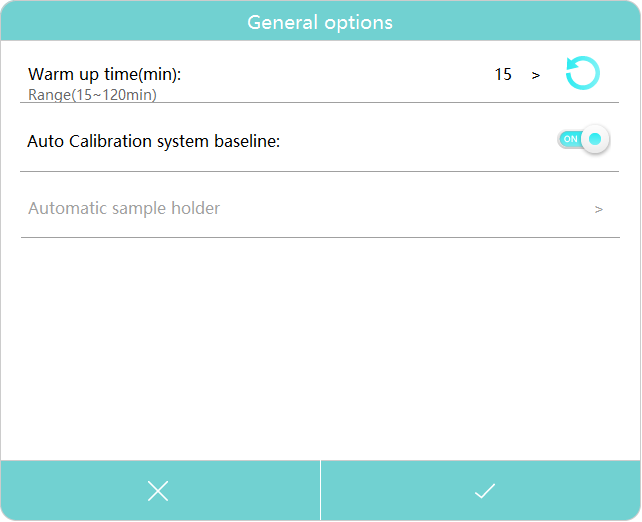 General options
Warm up time(min):
15 >
Range(15~120min)
Auto Calibration system baseline:
ON
Automatic sample holder
>